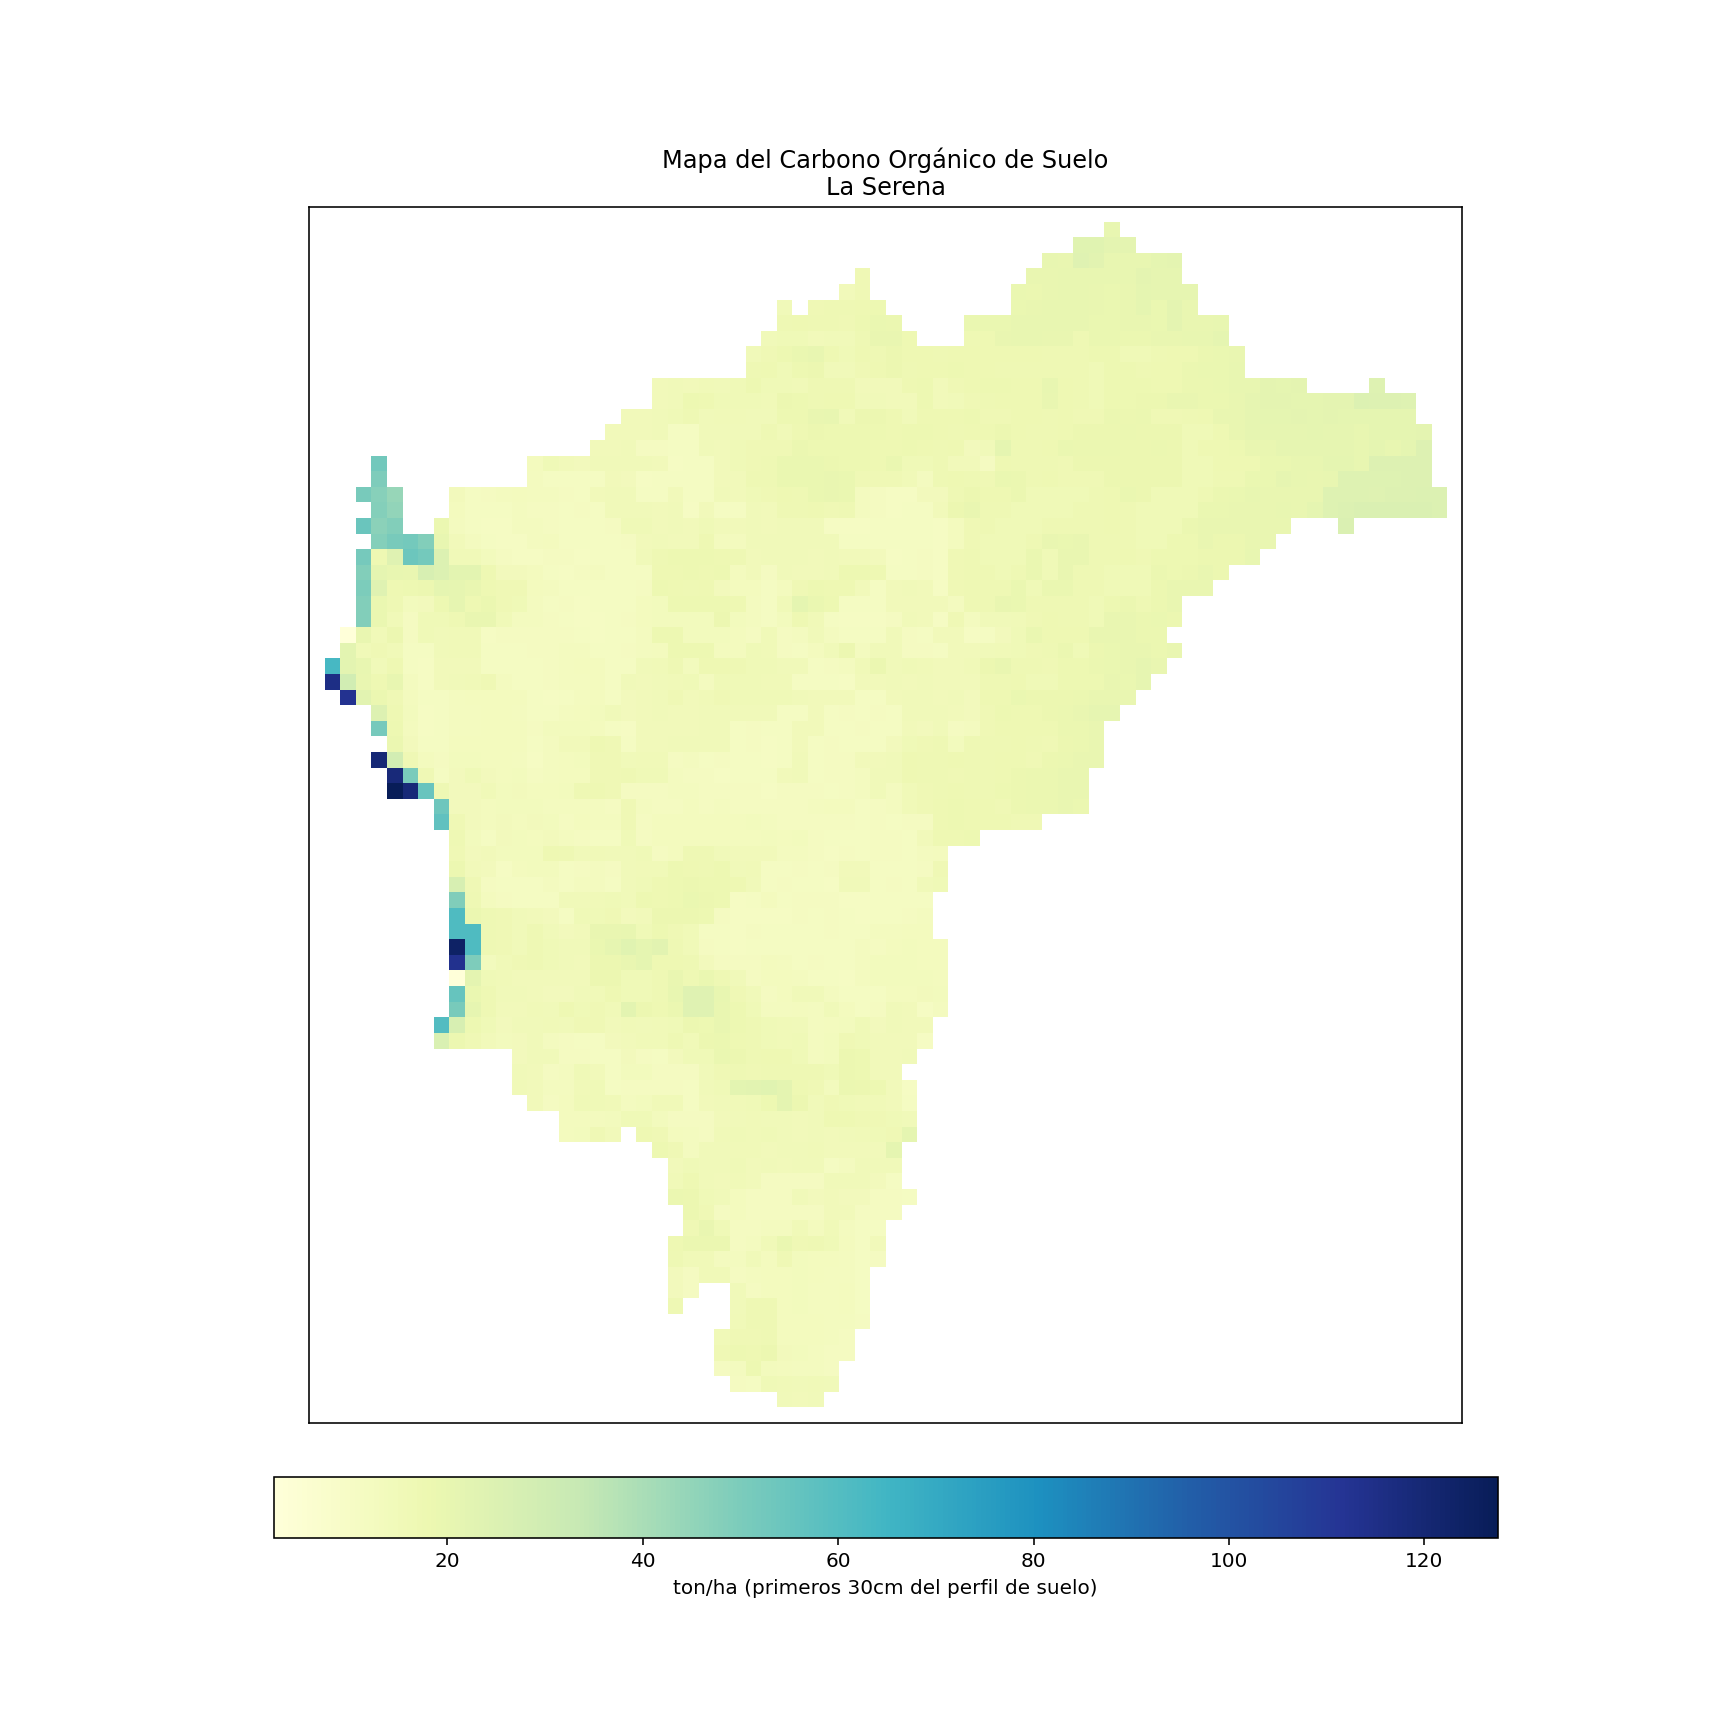 Mapa del Carbono Orgánico de Suelo
La Serena
20 40 60 80 100 120
ton/ha (primeros 30cm del perfil de suelo)